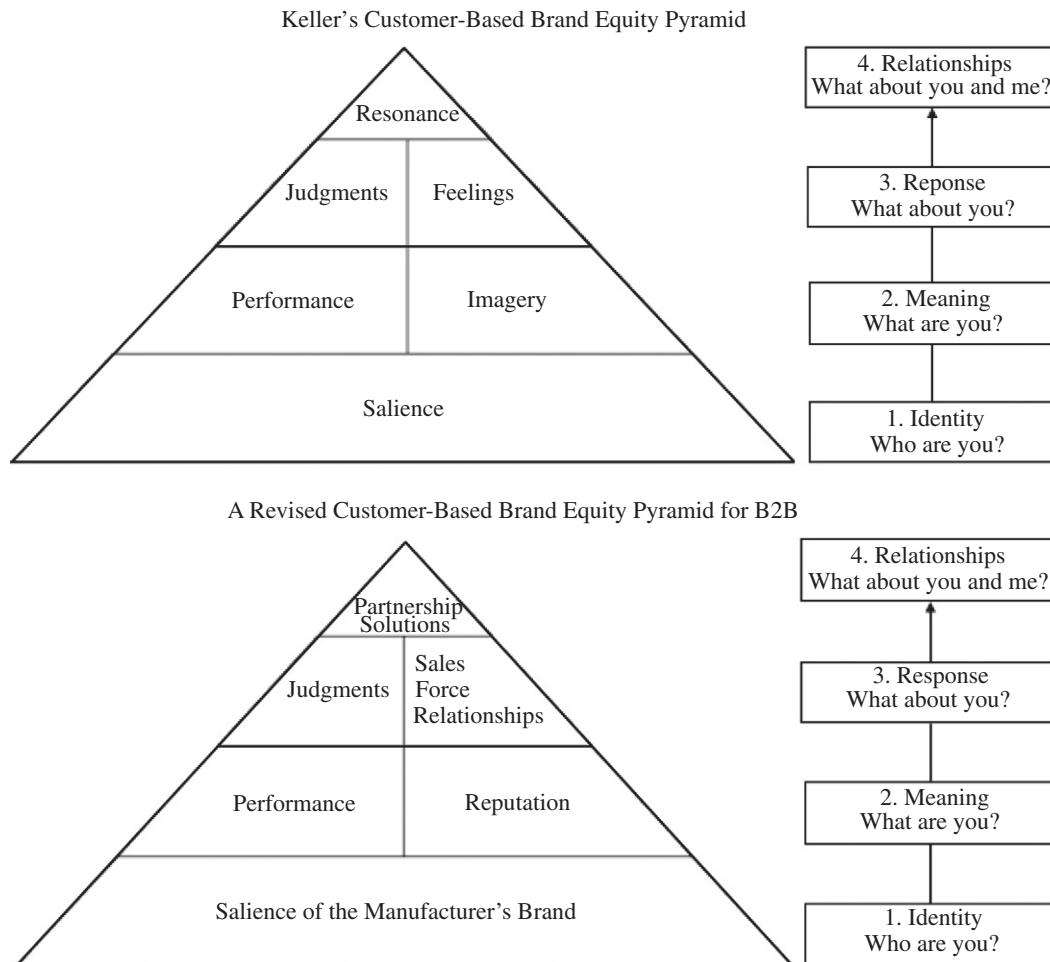 Keller's Customer-Based Brand Equity Pyramid
Resonance
Judgments
Feelings
Performance
Imagery
Salience
4. Relationships
What about you and me?
3. Reponse
What about you?
2. Meaning
What are you?
1. Identity
Who are you?
A Revised Customer-Based Brand Equity Pyramid for B2B
Partnership
Solutions
Judgments
Sales
Force
Relationships
Performance
Reputation
Salience of the Manufacturer's Brand
4. Relationships
What about you and me?
3. Response
What about you?
2. Meaning
What are you?
1. Identity
Who are you?